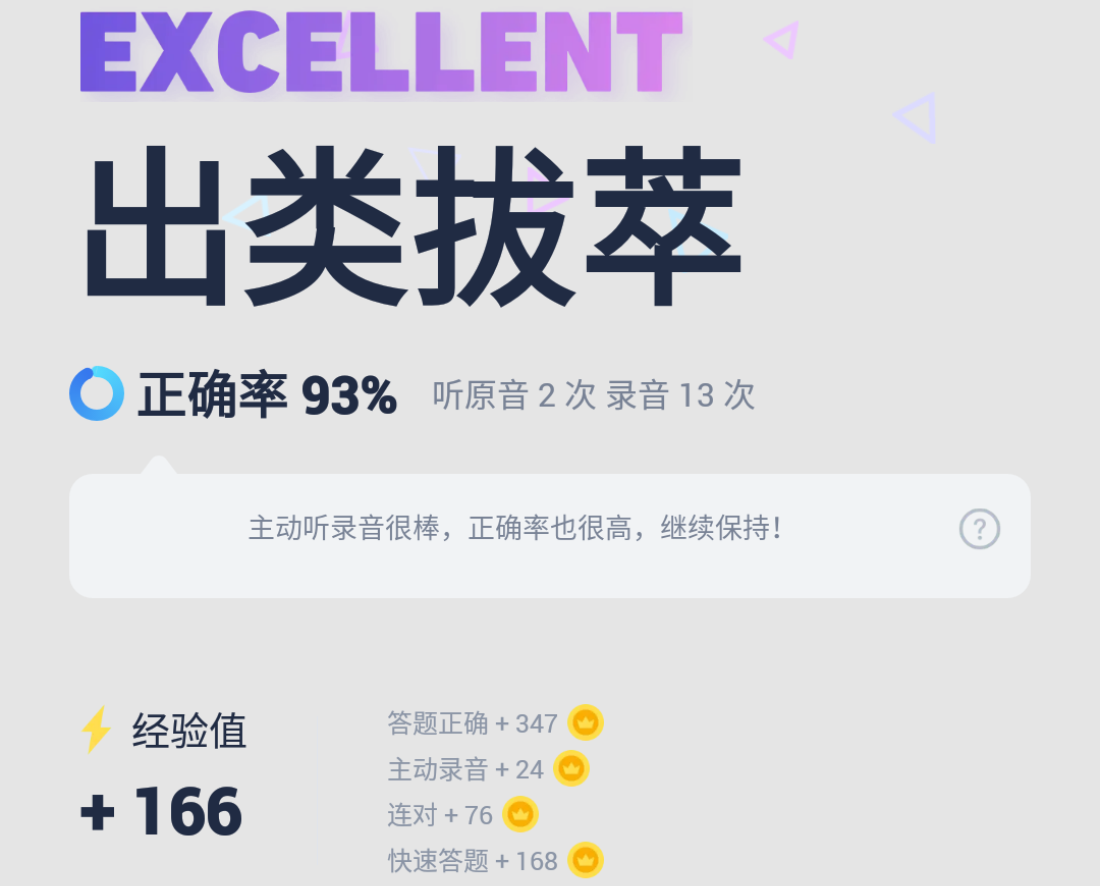 EXCELLENT
出类拔萃
正确率 93% 听原音 2 次 录音 13 次
主动听录音很棒，正确率也很高，继续保持！
?
经验值
+ 166
答题正确 + 347
主动录音 + 24
连对 + 76
快速答题 + 168